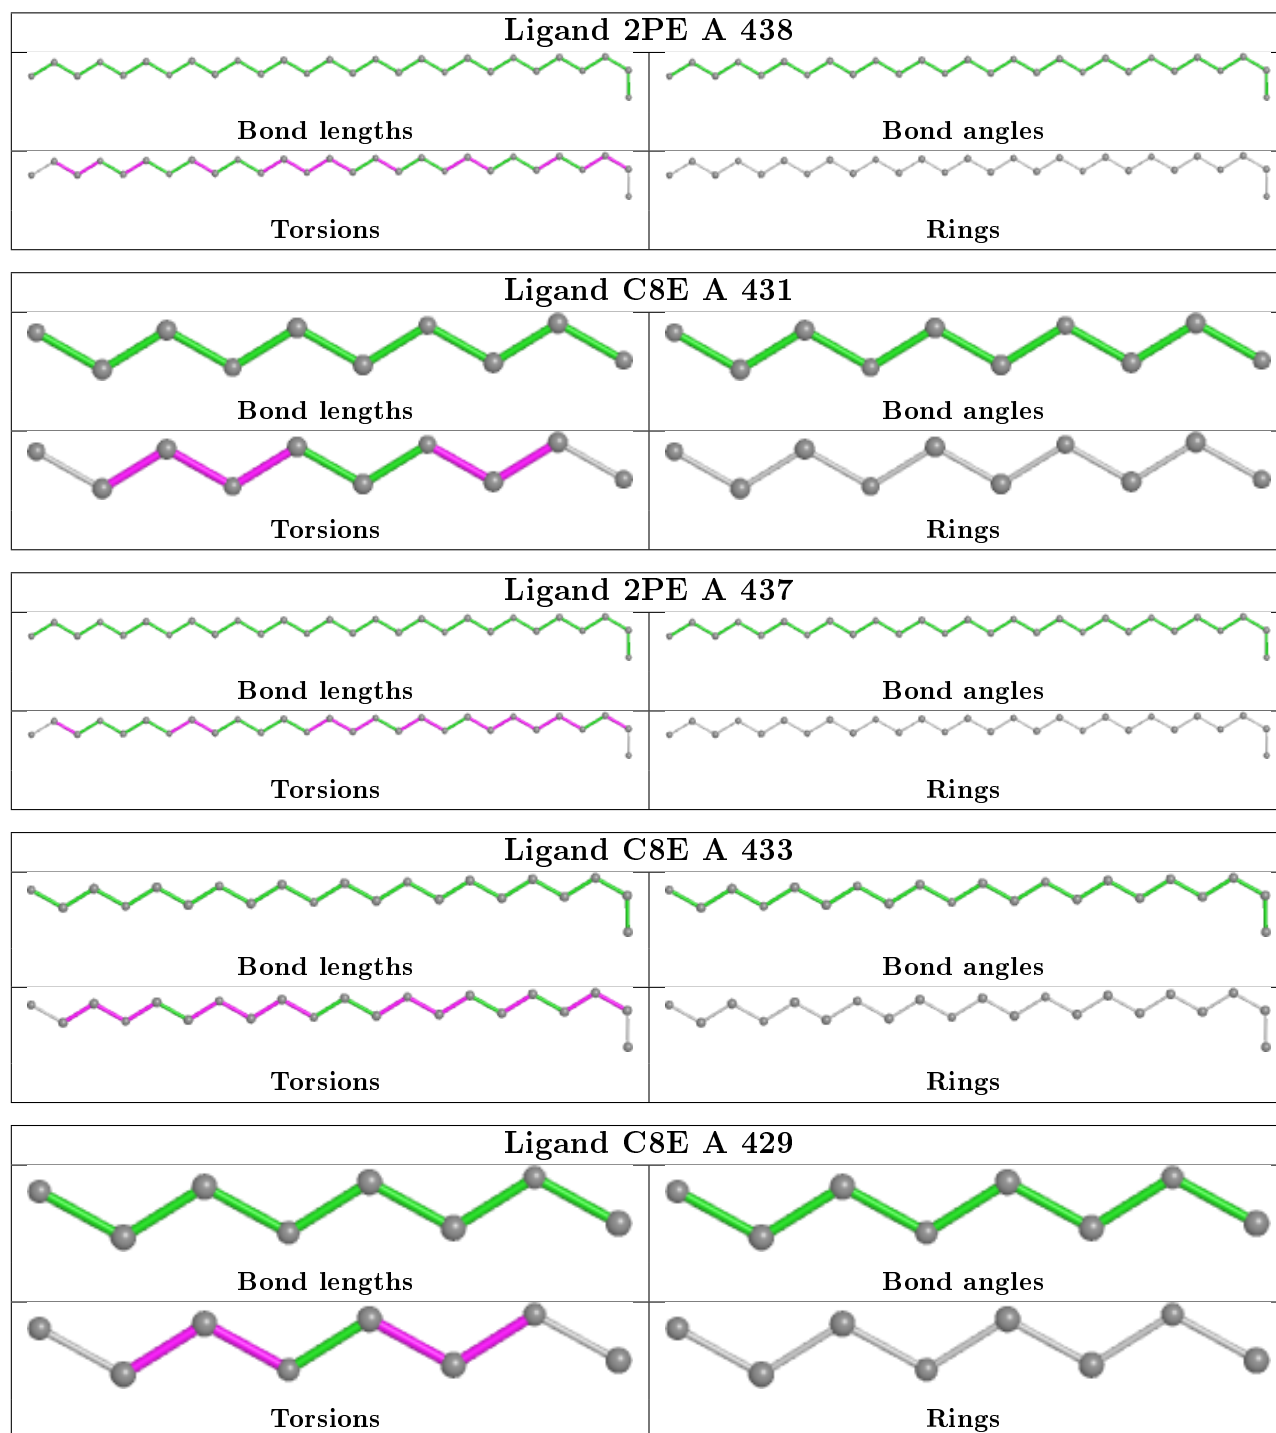 Ligand 2PE A 438
Bond lengths
Bond angles
Torsions
Rings
Ligand C8E A 431
Bond lengths
Bond angles
Torsions
Rings
Ligand 2PE A 437
Bond lengths
Bond angles
Torsions
Rings
Ligand C8E A 433
Bond lengths
Bond angles
Torsions
Rings
Ligand C8E A 429
Bond lengths
Bond angles
Torsions
Rings